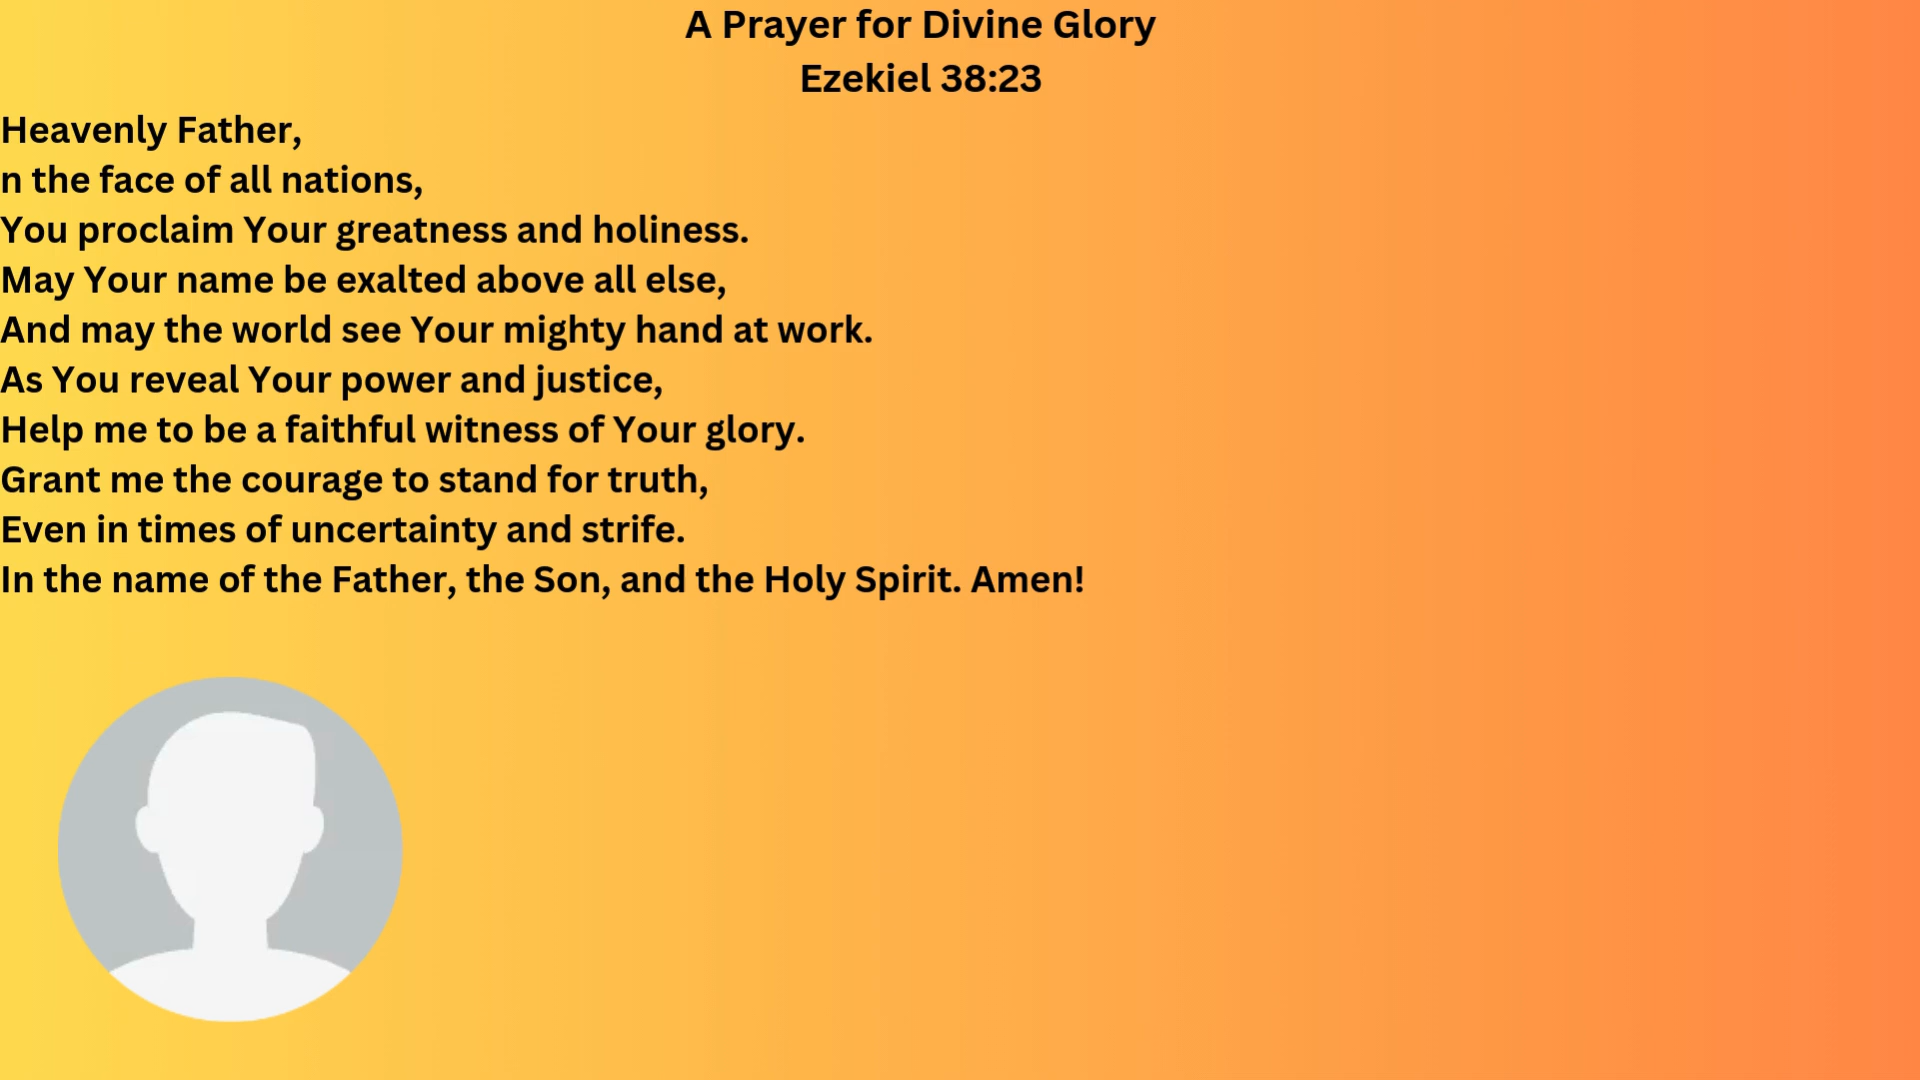 A Prayer for Divine Glory
Ezekiel 38:23
Heavenly Father,
n the face of all nations,
You proclaim Your greatness and holiness.
May Your name be exalted above all else,
And may the world see Your mighty hand at work.
As You reveal Your power and justice,
Help me to be a faithful witness of Your glory.
Grant me the courage to stand for truth,
Even in times of uncertainty and strife.
In the name of the Father, the Son, and the Holy Spirit. Amen!